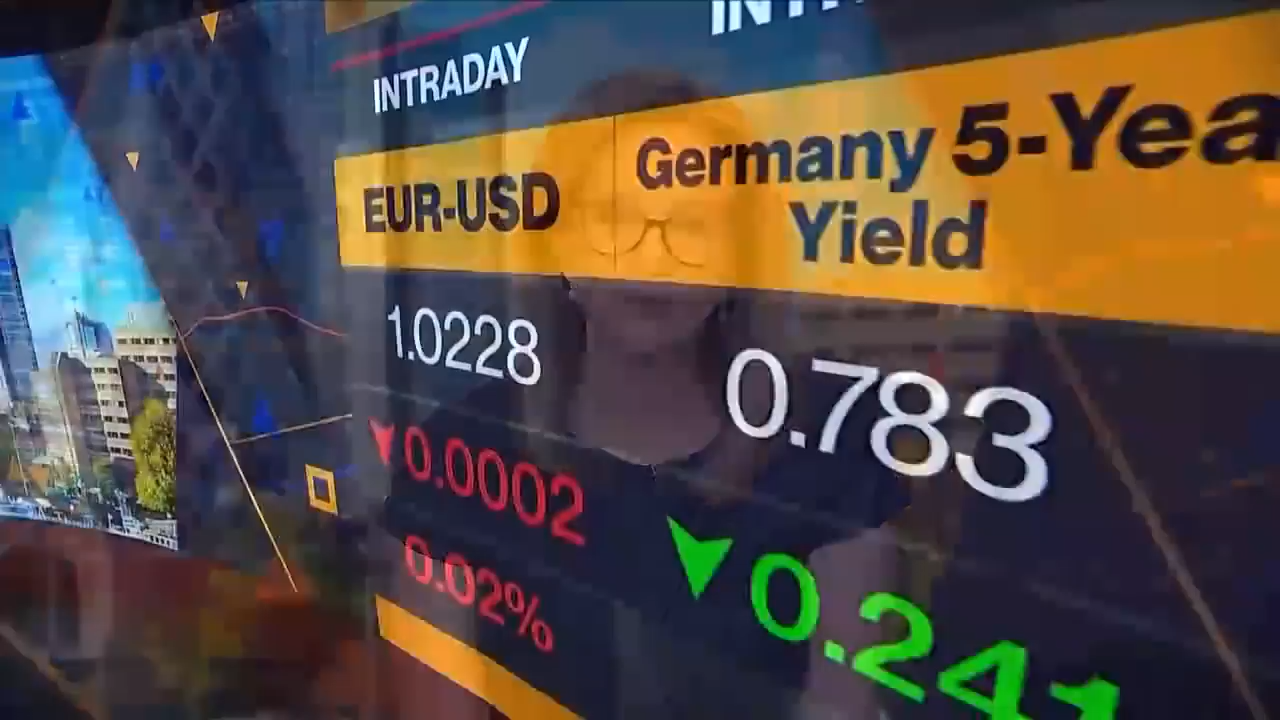 INTRADAY
EUR-USD
1.0228
0.0002
0.02%
Germany 5-Yea
Yield
0.783
0.241